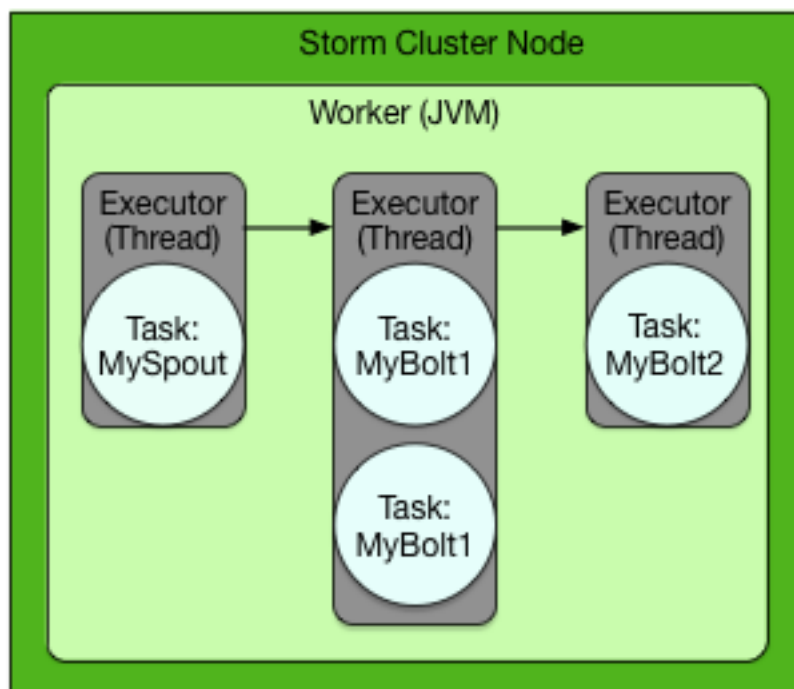 Storm Cluster Node
Worker (JVM)
Executor
(Thread)
Task:
MySpout
Executor
(Thread)
Task:
MyBolt1
Task:
MyBolt1
Executor
(Thread)
Task:
MyBolt2